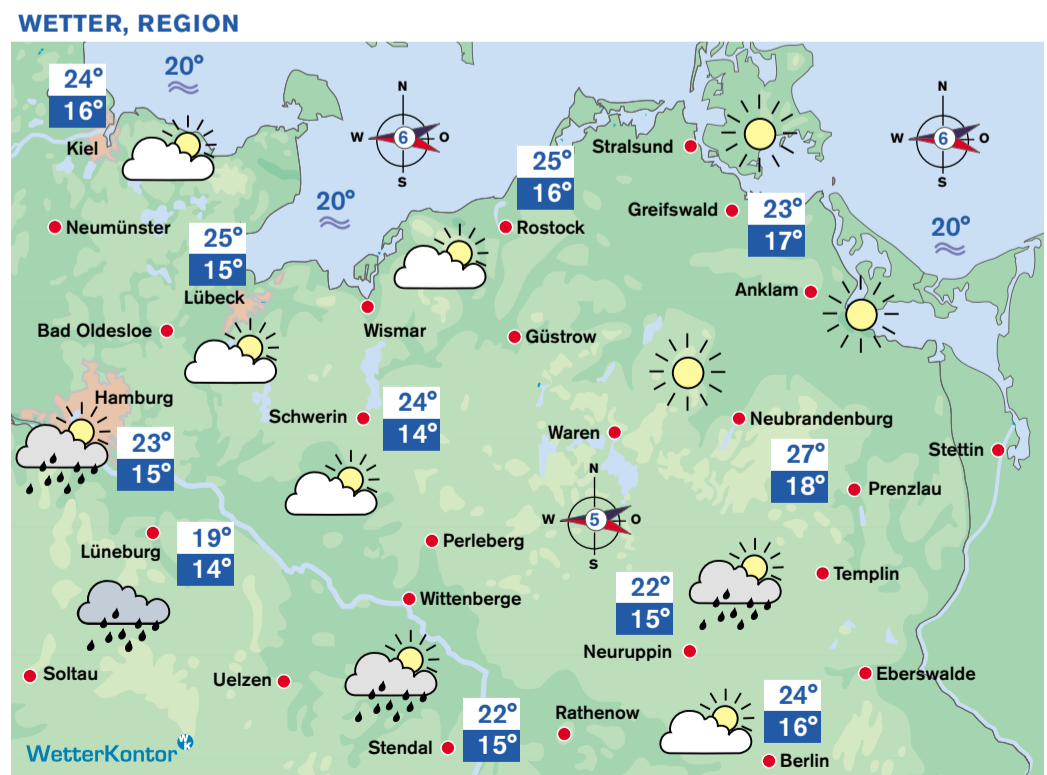 WETTER, REGION
24°
16°
Kiel
20°
N
W 6 O
S
N
W 6 O
S
Stralsund
25°
16°
Rostock
Greifswald
23°
17°
20°
20°
Neumünster
25°
15°
Lübeck
Anklam
Bad Oldesloe
Wismar
Güstrow
Hamburg
23°
15°
Schwerin
24°
14°
Waren
Neubrandenburg
Stettin
27°
18°
Prenzlau
N
W 5 O
S
Lüneburg
19°
14°
Perleberg
Wittenberge
22°
15°
Neuruppin
Templin
Soltau
Uelzen
Eberswalde
Stendal
22°
15°
Rathenow
24°
16°
Berlin
WetterKontor
WK